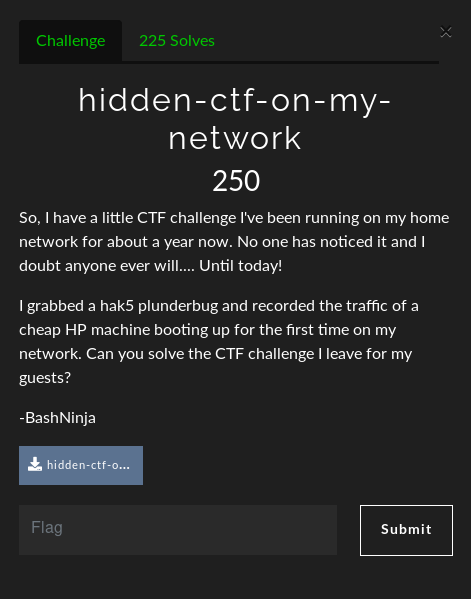 Challenge
225 Solves
×
hidden-ctf-on-my-
network
250
So, I have a little CTF challenge I've been running on my home
network for about a year now. No one has noticed it and I
doubt anyone ever will.... Until today!
I grabbed a hak5 plunderbug and recorded the traffic of a
cheap HP machine booting up for the first time on my
network. Can you solve the CTF challenge I leave for my
guests?
-BashNinja
hidden-ctf-o...
Flag
Submit